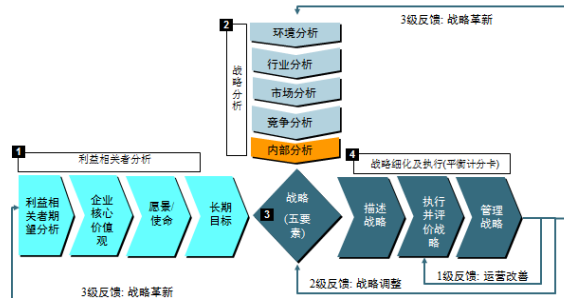 3级反馈: 战略革新
2
战略分析
环境分析
行业分析
市场分析
竞争分析
内部分析
1
利益相关者分析
4
战略细化及执行(平衡计分卡)
利益相
关者期
望分析
企业
核心
价值
观
愿景/
使命
长期
目标
3
战略
(五要
素)
描述
战略
执行
并评
价战
略
管理
战略
1级反馈: 运营改善
2级反馈: 战略调整
3级反馈: 战略革新